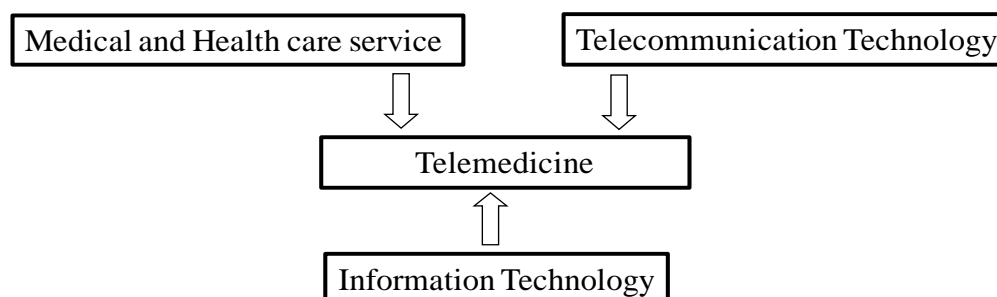 Medical and Health care service
Telecommunication Technology
Telemedicine
Information Technology